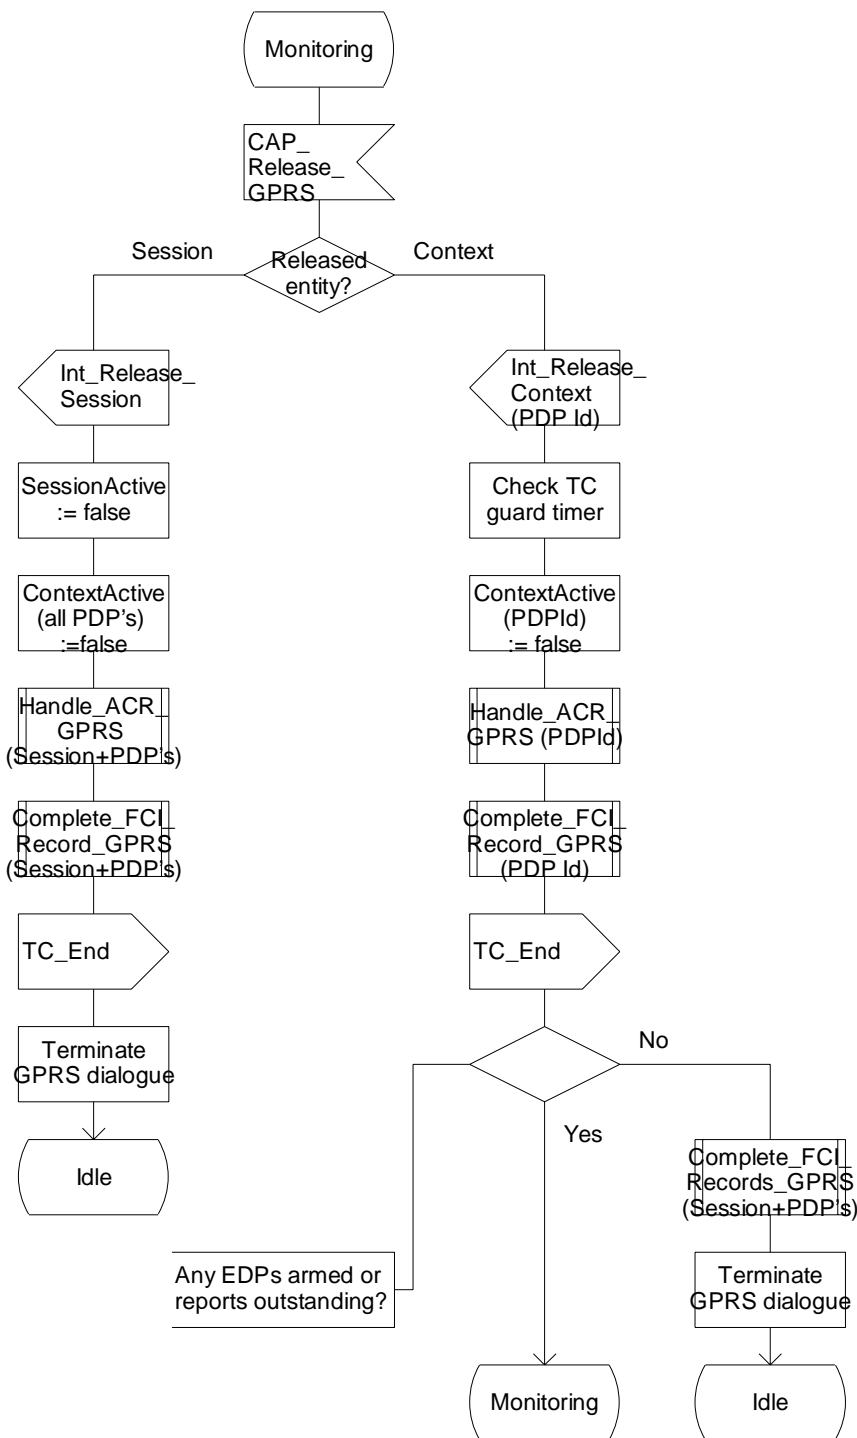 Monitoring
CAP_
Release_
GPRS
Session
Released
entity?
Context
Int_Release_
Session
Int_Release_
Context
(PDP Id)
SessionActive
:= false
Check TC
guard timer
ContextActive
(all PDP's)
:=false
ContextActive
(PDPId)
:= false
Handle_ACR_
GPRS
(Session+PDP's)
Handle_ACR_
GPRS (PDPId)
Complete_FCI_
Record_GPRS
(Session+PDP's)
Complete_FCI_
Record_GPRS
(PDP Id)
TC_End
TC_End
Terminate
GPRS dialogue
No
Yes
Idle
Complete_FCI_
Records_GPRS
(Session+PDP's)
Any EDPs armed or
reports outstanding?
Terminate
GPRS dialogue
Monitoring
Idle